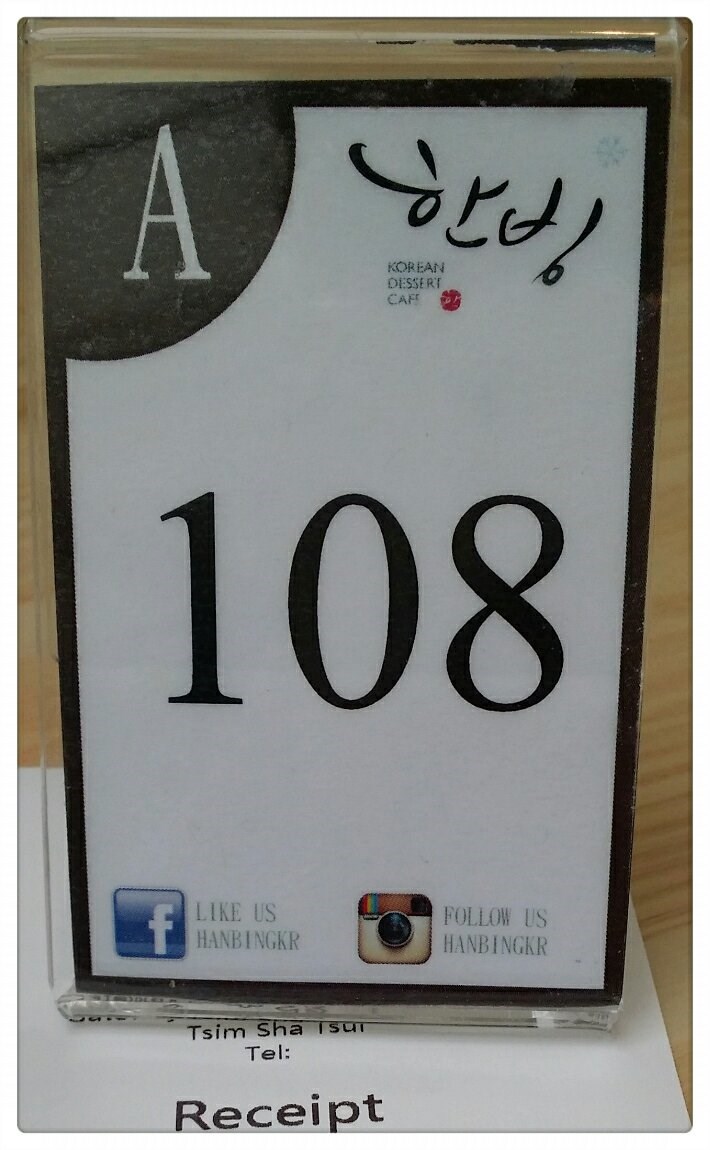 A
한빙
KOREAN
DESSERT
CAFE
108
LIKE US
HANBINGKR
FOLLOW US
HANBINGKR
Tsim Sha Tsui
Tel:
Receipt